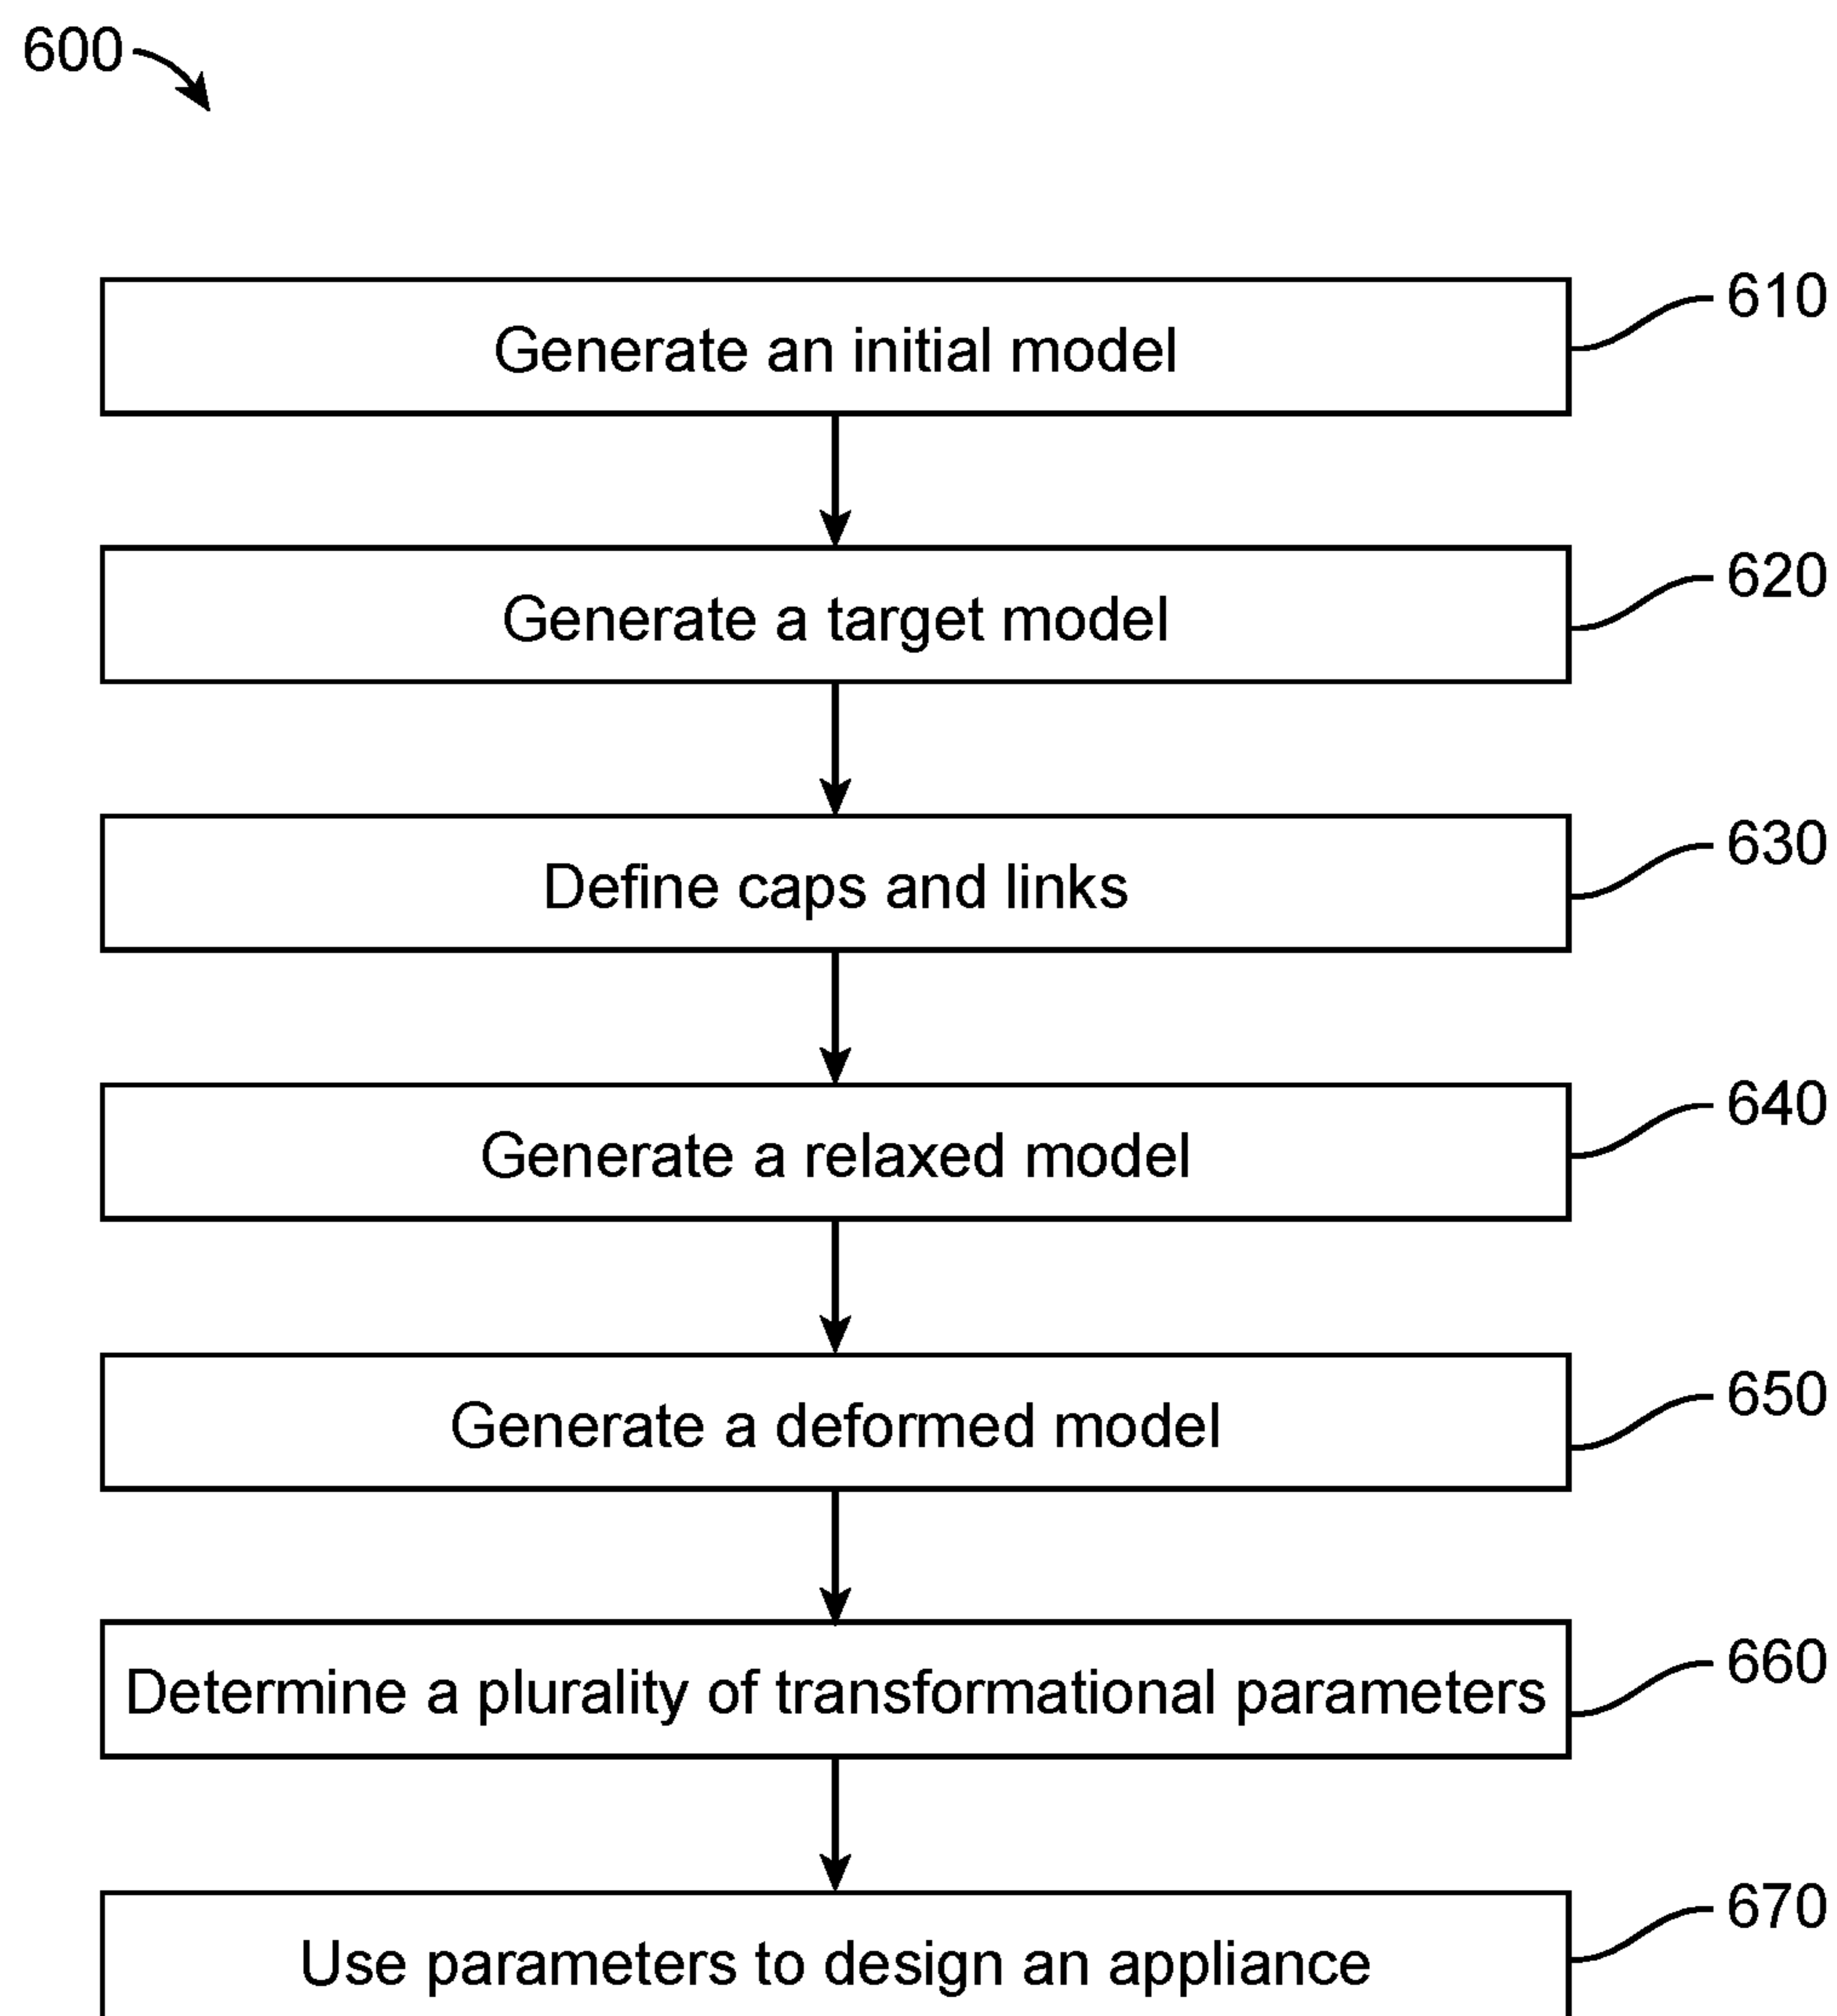 600
Generate an initial model
610
Generate a target model
620
Define caps and links
630
Generate a relaxed model
640
Generate a deformed model
650
Determine a plurality of transformational parameters
660
Use parameters to design an appliance
670